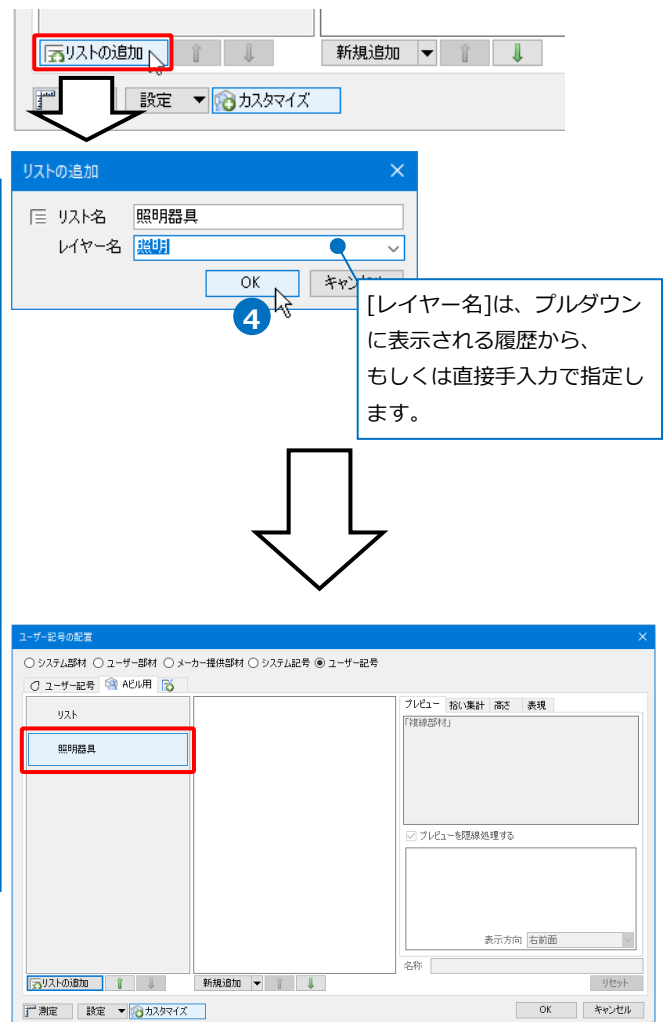 リストの追加
新規追加
設定
カスタマイズ
リストの追加
リスト名 照明器具
レイヤー名 照明
OK
4
[レイヤー名]は、プルダウン
に表示される履歴から、
もしくは直接手入力で指定し
ます。
ユーザー記号の配置
システム部材 ユーザー部材 メーカー提供部材 システム記号 ユーザー記号
ユーザー記号 Aビル用
リスト
照明器具
プレビュー 拾い集計 高さ 表現
「複線部材」
プレビューを隠線処理する
表示方向 右前面
名称
リストの追加 新規追加 リセット
測定 設定 カスタマイズ OK キャンセル